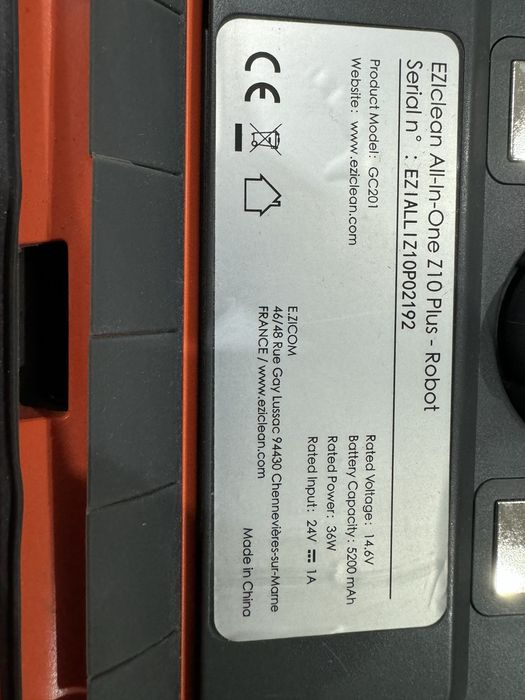 EZIclean All-In-One Z10 Plus - Robot
Serial n° : EZIALLIZ10P02192
Product Model: GC201
Website: www.eziclean.com
Rated Voltage: 14.6V
Battery Capacity: 5200 mAh
Rated Power: 36W
Rated Input: 24V ⎓ 1A
CE
E.ZICOM
46/48 Rue Gay Lussac 94430 Chennevières-sur-Marne
FRANCE / www.eziclean.com
Made in China